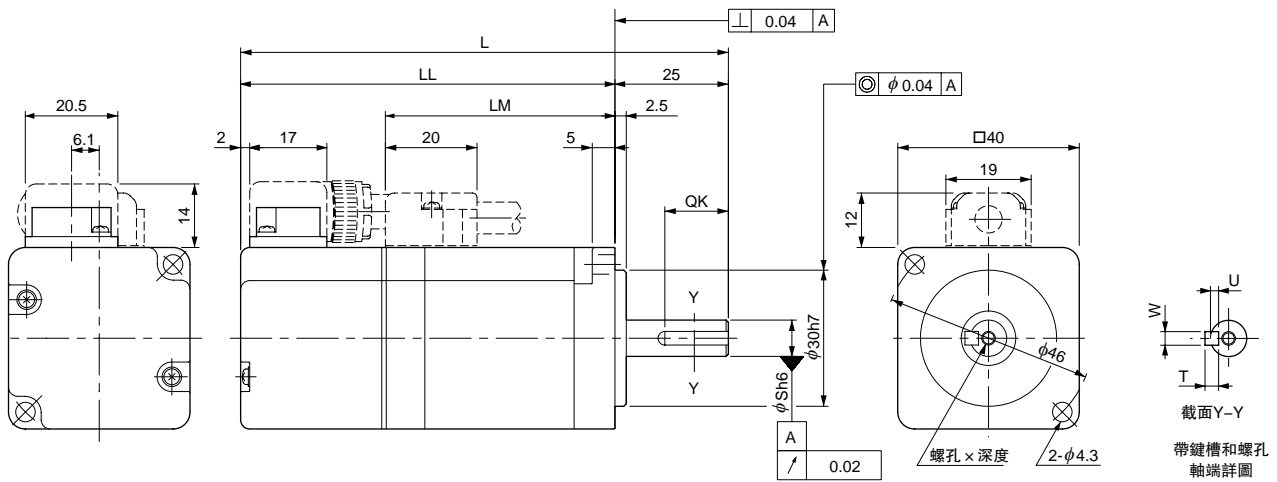 ⊥ 0.04 A
L
LL
25
◎ φ 0.04 A
20.5
LM
2.5
6.1
2
17
20
5
□40
19
14
QK
12
Y
U
W
φ30h7
φ46
T
Y
φSh6
截面Y–Y
A
↗ 0.02
螺孔×深度
2-φ4.3
帶鍵槽和螺孔
軸端詳圖